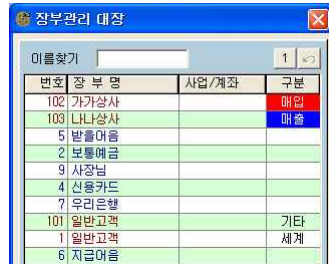 장부관리 대장
이름찾기 1
번호 장 부 명 사업/계좌 구분
102 가가상사 매입
103 나나상사 매출
5 받을어음
2 보통예금
9 사장님
4 신용카드
7 우리은행
101 일반고객 기타
1 일반고객 세계
6 지급어음